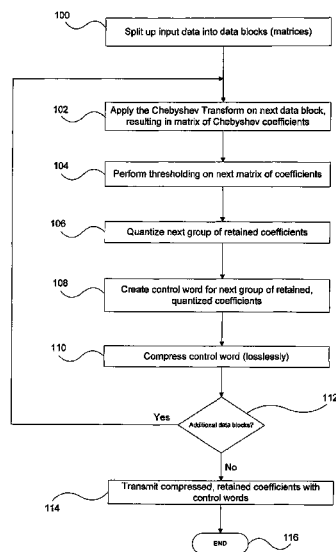 100
Split up input data into data blocks (matrices)
102
Apply the Chebyshev Transform on next data block,
resulting in matrix of Chebyshev coefficients
104
Perform thresholding on next matrix of coefficients
106
Quantize next group of retained coefficients
108
Create control word for next group of retained,
quantized coefficients
110
Compress control word (losslessly)
112
Yes
Additional data blocks?
No
Transmit compressed, retained coefficients with
control words
114
END
116